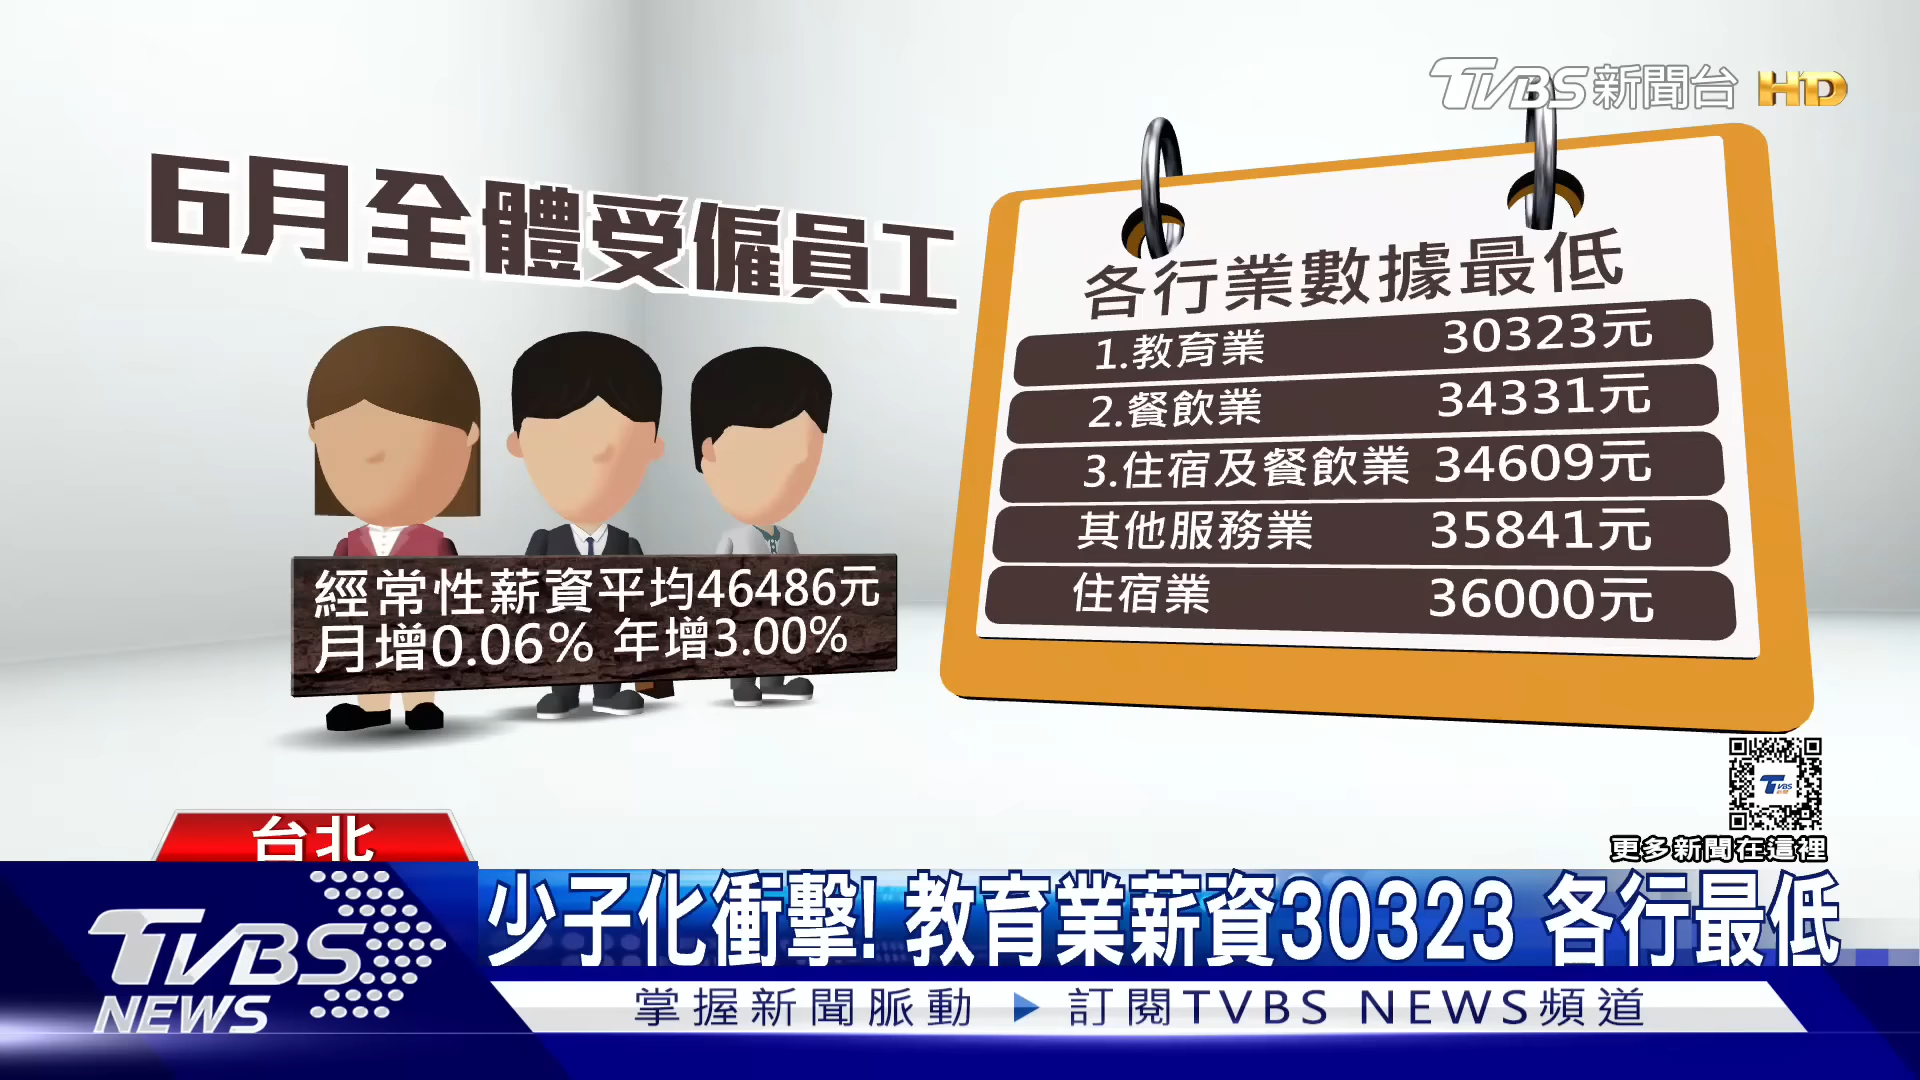 TVBS新聞台 HD
6月全體受僱員工
經常性薪資平均46486元
月增0.06% 年增3.00%
各行業數據最低
1.教育業 30323元
2.餐飲業 34331元
3.住宿及餐飲業 34609元
其他服務業 35841元
住宿業 36000元
TVBS
更多新聞在這裡
台北
少子化衝擊! 教育業薪資30323 各行最低
TVBS
NEWS
掌握新聞脈動 ▶ 訂閱TVBS NEWS頻道